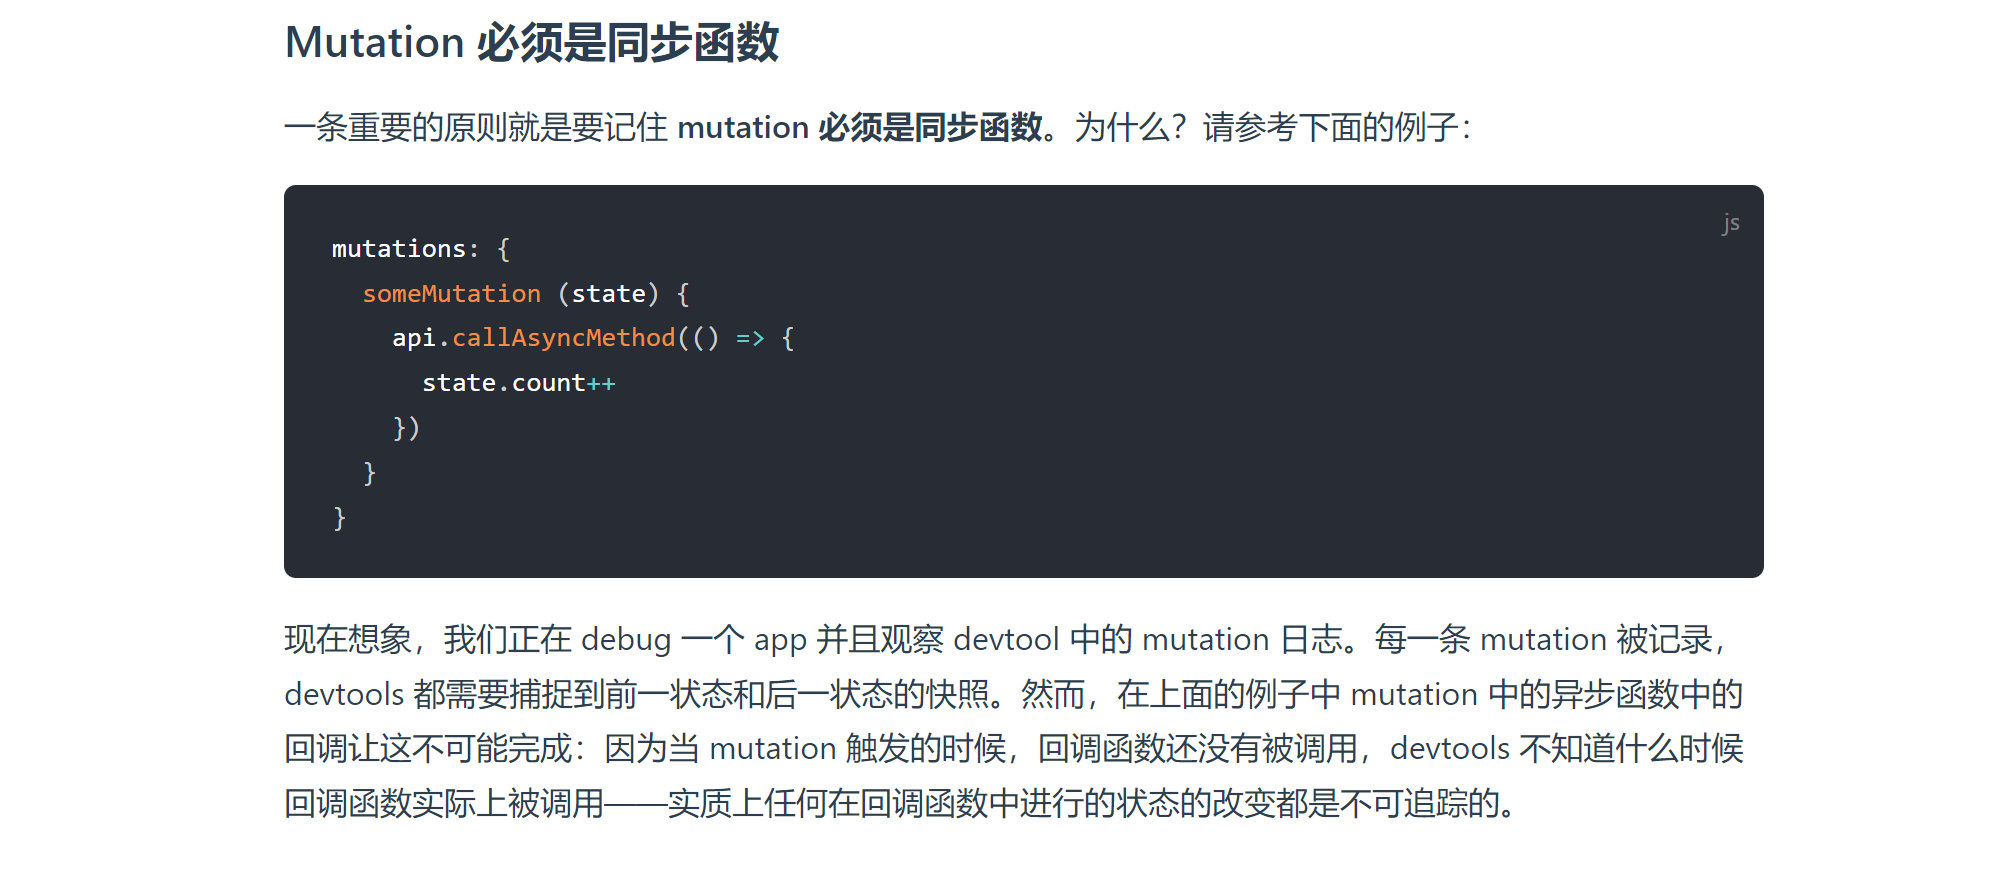 Mutation 必须是同步函数
一条重要的原则就是要记住 mutation 必须是同步函数。为什么？请参考下面的例子：
js
mutations: {
  someMutation (state) {
    api.callAsyncMethod(() => {
      state.count++
    })
  }
}
现在想象，我们正在 debug 一个 app 并且观察 devtool 中的 mutation 日志。每一条 mutation 被记录，
devtools 都需要捕捉到前一状态和后一状态的快照。然而，在上面的例子中 mutation 中的异步函数中的
回调让这不可能完成：因为当 mutation 触发的时候，回调函数还没有被调用，devtools 不知道什么时候
回调函数实际上被调用——实质上任何在回调函数中进行的状态的改变都是不可追踪的。